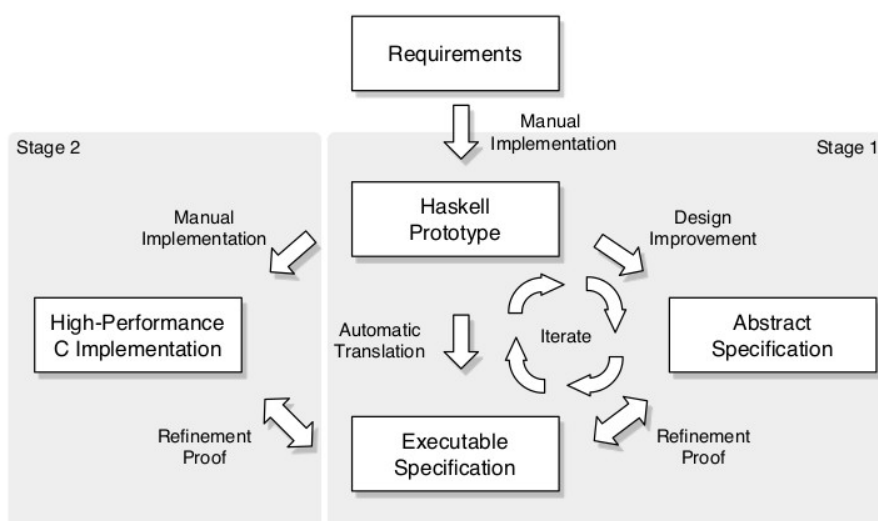 Requirements
Manual
Implementation
Stage 2
Stage 1
Haskell
Prototype
Manual
Implementation
Design
Improvement
High-Performance
C Implementation
Automatic
Translation
Iterate
Abstract
Specification
Refinement
Proof
Executable
Specification
Refinement
Proof